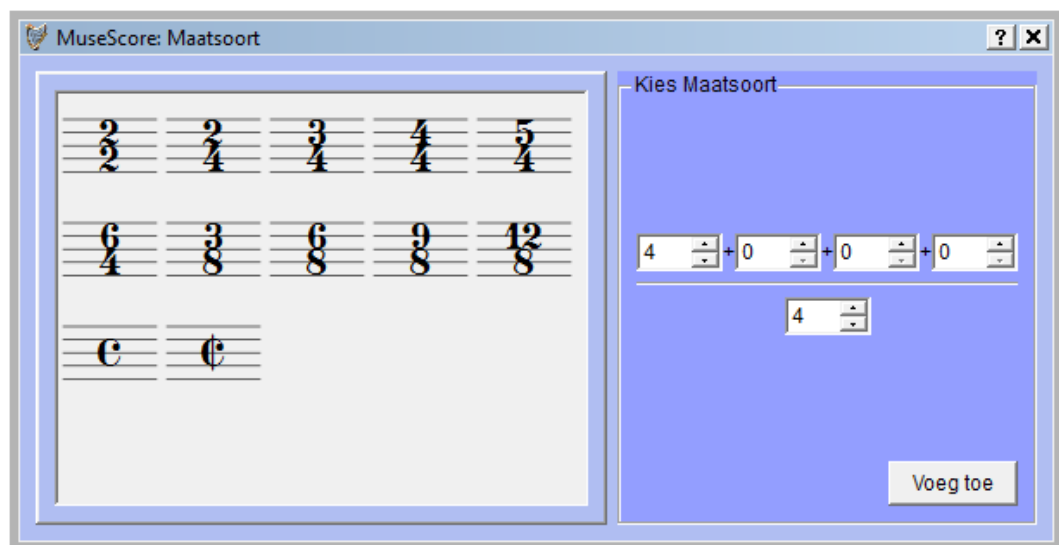 MuseScore: Maatsoort
? X
2 2 3 4 5
2 4 4 4 4
6 3 6 9 12
4 8 8 8 8
Kies Maatsoort
4 + 0 + 0 + 0
4
Voeg toe